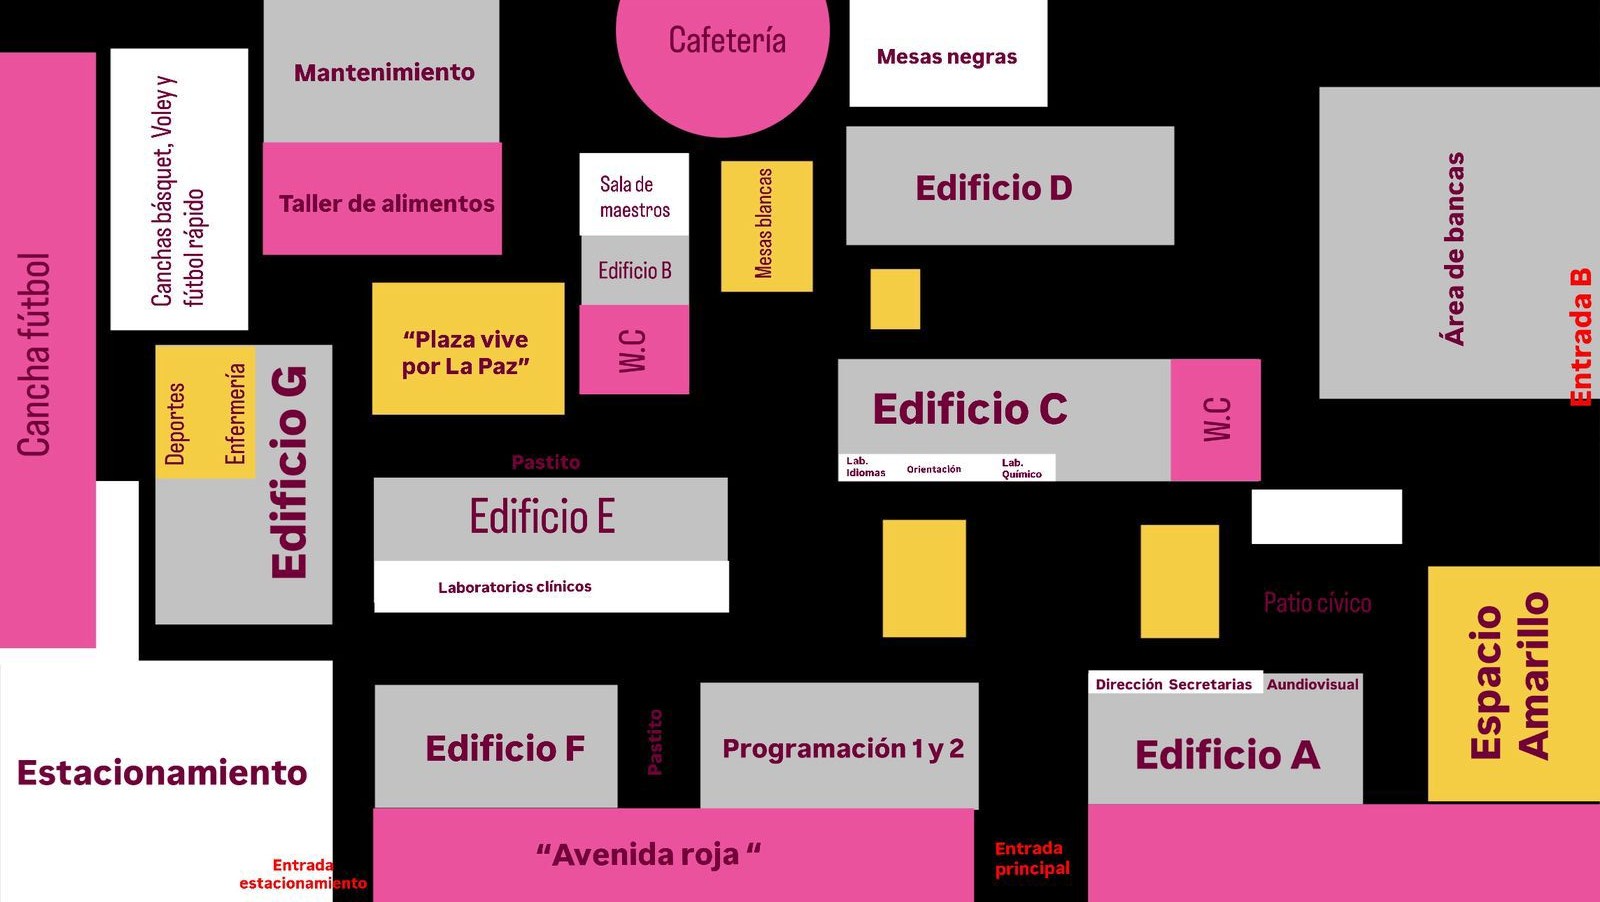 Cafetería
Mesas negras
Mantenimiento
Canchas básquet, Voley y
fútbol rápido
Taller de alimentos
Sala de
maestros
Mesas blancas
Edificio D
Área de bancas
Entrada B
Cancha fútbol
Edificio B
“Plaza vive
por La Paz”
W.C
Deportes
Enfermería
Edificio G
Edificio C
W.C
Lab.
Idiomas
Orientación
Lab.
Químico
Pastito
Edificio E
Laboratorios clínicos
Patio cívico
Espacio
Amarillo
Dirección Secretarias
Aundiovisual
Edificio A
Edificio F
Pastito
Programación 1 y 2
Estacionamiento
“Avenida roja “
Entrada
principal
Entrada
estacionamiento